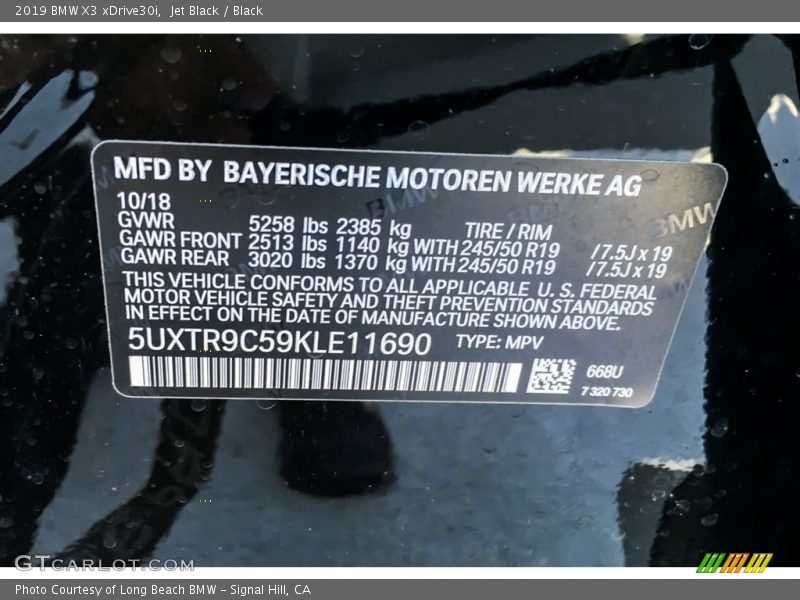 2019 BMW X3 xDrive30i, Jet Black / Black
MFD BY BAYERISCHE MOTOREN WERKE AG
10/18
GVWR 5258 lbs 2385 kg TIRE / RIM
GAWR FRONT 2513 lbs 1140 kg WITH 245/50 R19 /7.5J x 19
GAWR REAR 3020 lbs 1370 kg WITH 245/50 R19 /7.5J x 19
THIS VEHICLE CONFORMS TO ALL APPLICABLE U.S. FEDERAL
MOTOR VEHICLE SAFETY AND THEFT PREVENTION STANDARDS
IN EFFECT ON THE DATE OF MANUFACTURE SHOWN ABOVE.
5UXTR9C59KLE11690 TYPE: MPV
668U
7 320 730
BMW
GTcarlot.com
Photo Courtesy of Long Beach BMW - Signal Hill, CA